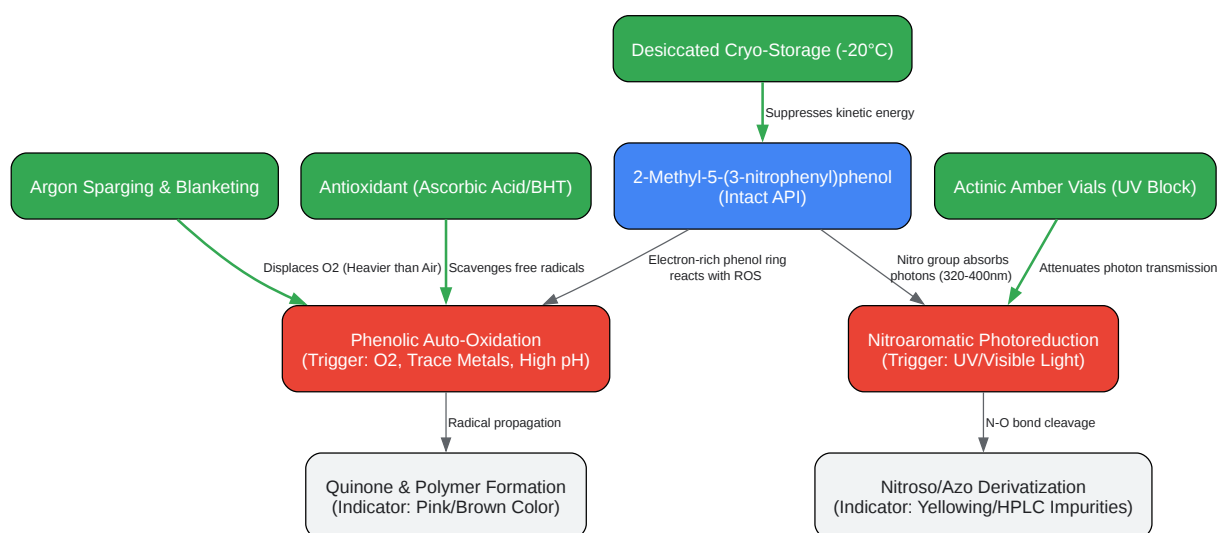 Desiccated Cryo-Storage (-20°C)
Suppresses kinetic energy
Argon Sparging & Blanketing
Antioxidant (Ascorbic Acid/BHT)
2-Methyl-5-(3-nitrophenyl)phenol
(Intact API)
Actinic Amber Vials (UV Block)
Displaces O2 (Heavier than Air)
Scavenges free radicals
Electron-rich phenol ring
reacts with ROS
Nitro group absorbs
photons (320-400nm)
Attenuates photon transmission
Phenolic Auto-Oxidation
(Trigger: O2, Trace Metals, High pH)
Nitroaromatic Photoreduction
(Trigger: UV/Visible Light)
Radical propagation
N-O bond cleavage
Quinone & Polymer Formation
(Indicator: Pink/Brown Color)
Nitroso/Azo Derivatization
(Indicator: Yellowing/HPLC Impurities)